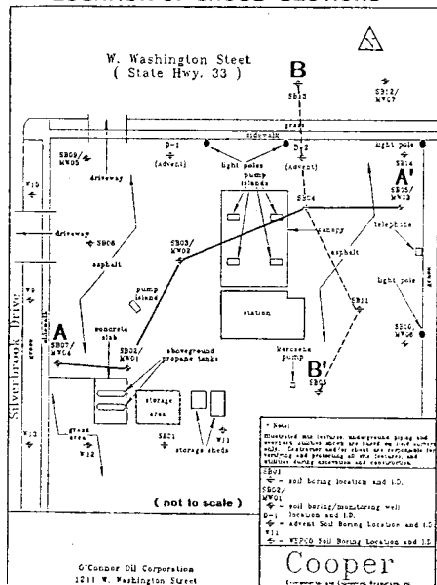 W. Washington Steet
( State Hwy. 33 )
B
SB13
SB12/
MW07
grass
sidewalk
SB09/
MW05
D-1
(Advent)
light poles
pump
islands
D-2
(Advent)
light pole
SB14
A'
SB05/
MW03
W10
driveway
SB04
driveway
SB08
SB03/
MW02
canopy
telephone
asphalt
asphalt
grass
pump
island
light pole
W9
station
SB11
Silverbrook Drive
sidewalk
grass
A
SB07/
MW04
concrete
slab
SB02/
MW01
aboveground
propane tanks
SB10/
MW06
Kerosene
pump
B'
storage
area
grass
area
W12
SB01
W11
storage sheds
( not to scale )
SB01
= soil boring location and I.D.
SB02/
MW01
= soil boring/monitoring well
location and I.D.
D-1
= Advent Soil Boring Location and I.D.
W11
= WEPCO Soil Boring Location and I.D.
O'Connor Oil Corporation
1211 W. Washington Street
Cooper